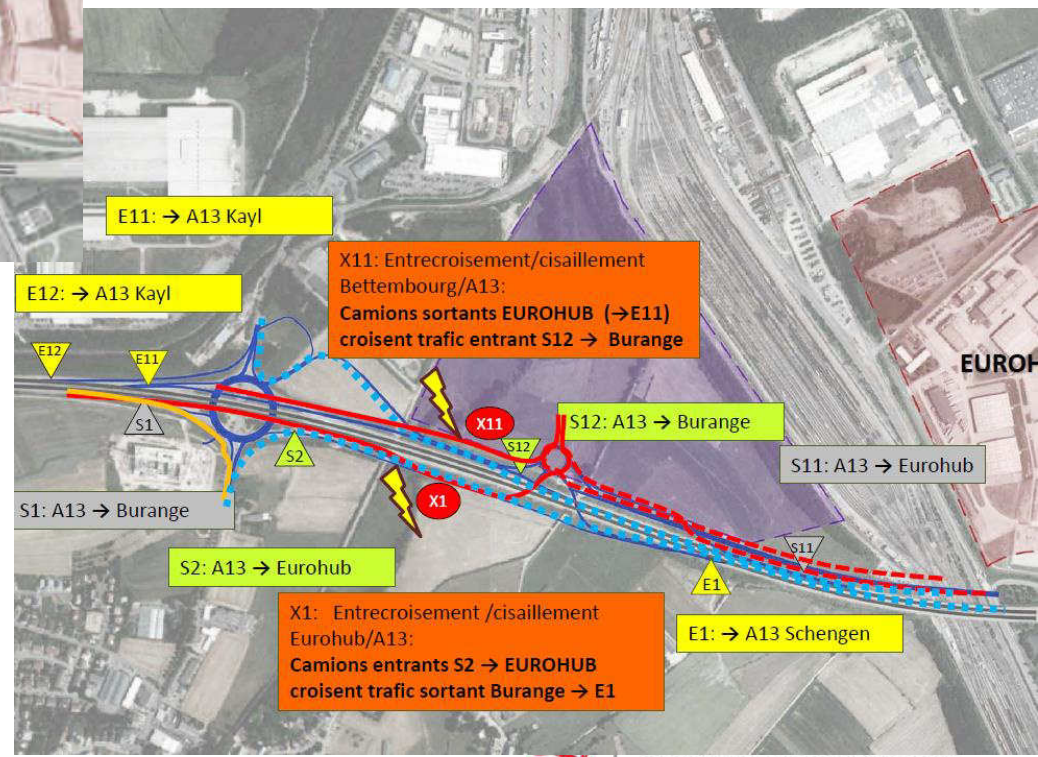 E11: → A13 Kayl
E12: → A13 Kayl
X11: Entrecroisement/cisaillement
Bettembourg/A13:
Camions sortants EUROHUB (→E11)
croisent trafic entrant S12 → Burange
EUROH
E12
E11
S1
S2
X11
S12
S12: A13 → Burange
S11: A13 → Eurohub
X1
S1: A13 → Burange
S11
E1
S2: A13 → Eurohub
X1: Entrecroisement /cisaillement
Eurohub/A13:
Camions entrants S2 → EUROHUB
croisent trafic sortant Burange → E1
E1: → A13 Schengen